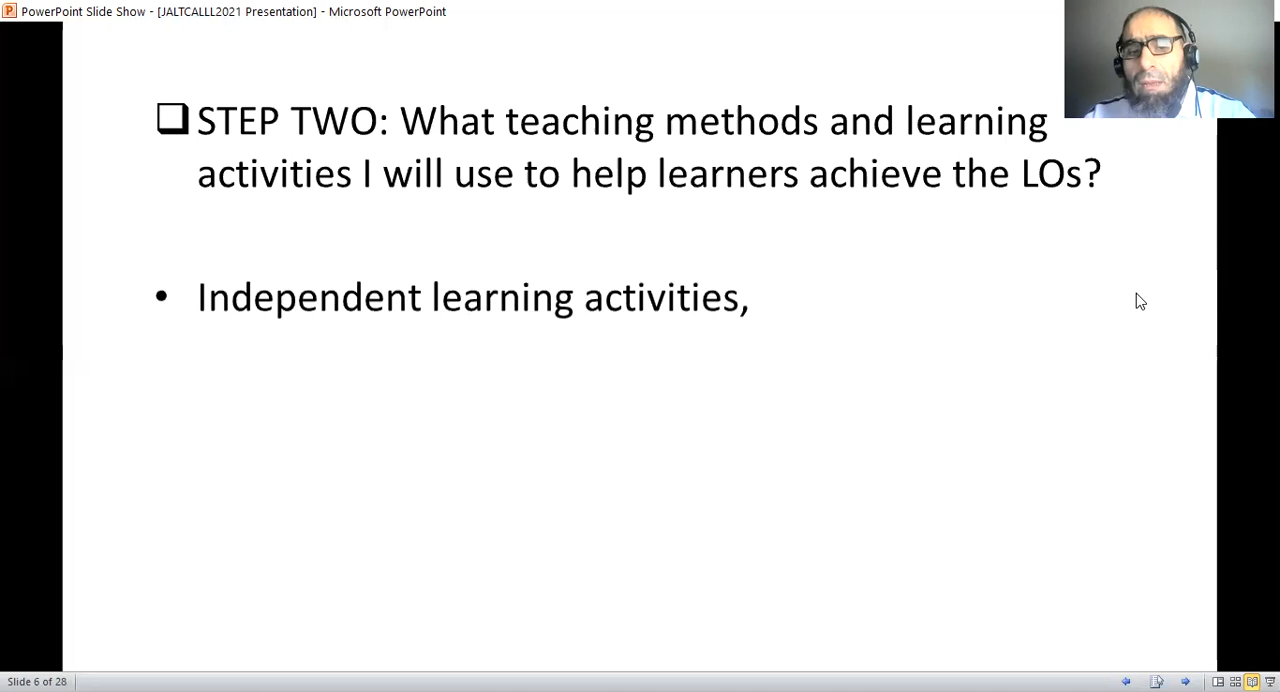 PowerPoint Slide Show - [JALTCALLL2021 Presentation] - Microsoft PowerPoint
STEP TWO: What teaching methods and learning
activities I will use to help learners achieve the LOs?
• Independent learning activities,
Slide 6 of 28